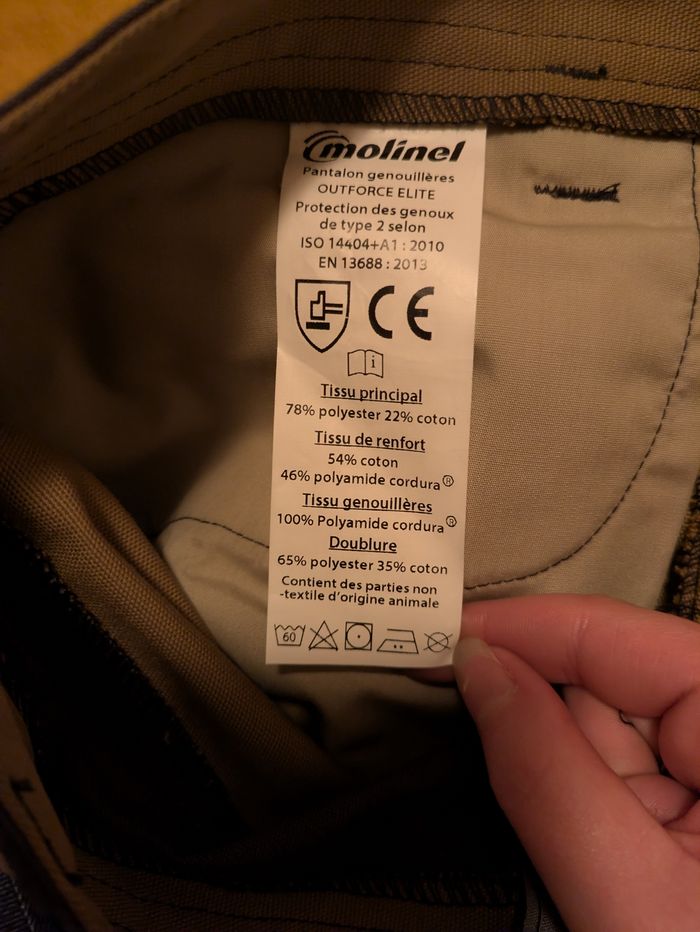 molinel
Pantalon genouillères
OUTFORCE ELITE
Protection des genoux
de type 2 selon
ISO 14404+A1 : 2010
EN 13688 : 2013
CE
i
Tissu principal
78% polyester 22% coton
Tissu de renfort
54% coton
46% polyamide cordura®
Tissu genouillères
100% Polyamide cordura®
Doublure
65% polyester 35% coton
Contient des parties non
-textile d'origine animale
60